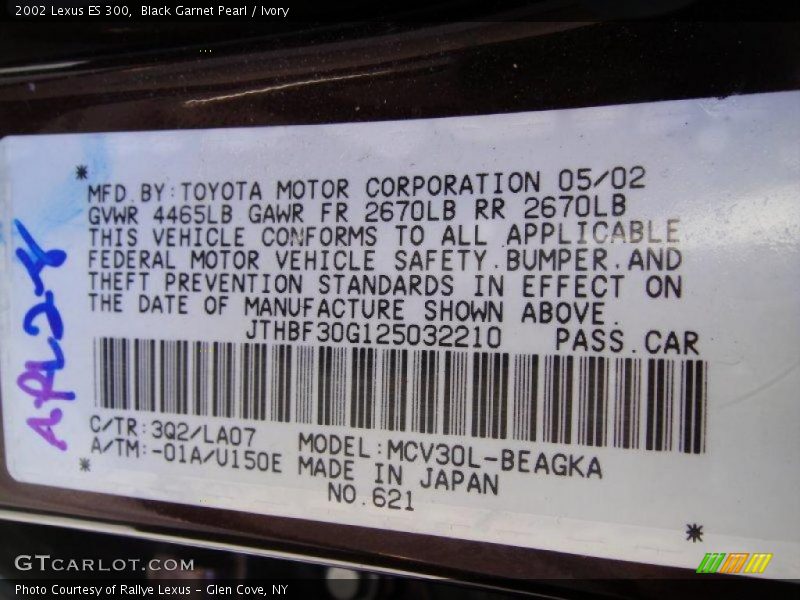 2002 Lexus ES 300,  Black Garnet Pearl / Ivory
MFD.BY:TOYOTA MOTOR CORPORATION 05/02
GVWR 4465LB GAWR FR 2670LB RR 2670LB
THIS VEHICLE CONFORMS TO ALL APPLICABLE
FEDERAL MOTOR VEHICLE SAFETY.BUMPER.AND
THEFT PREVENTION STANDARDS IN EFFECT ON
THE DATE OF MANUFACTURE SHOWN ABOVE.
JTHBF30G125032210 PASS.CAR
C/TR:3Q2/LA07 MODEL:MCV30L-BEAGKA
A/TM:-01A/U150E MADE IN JAPAN
NO.621
GTCARLOT.COM
Photo Courtesy of Rallye Lexus - Glen Cove, NY